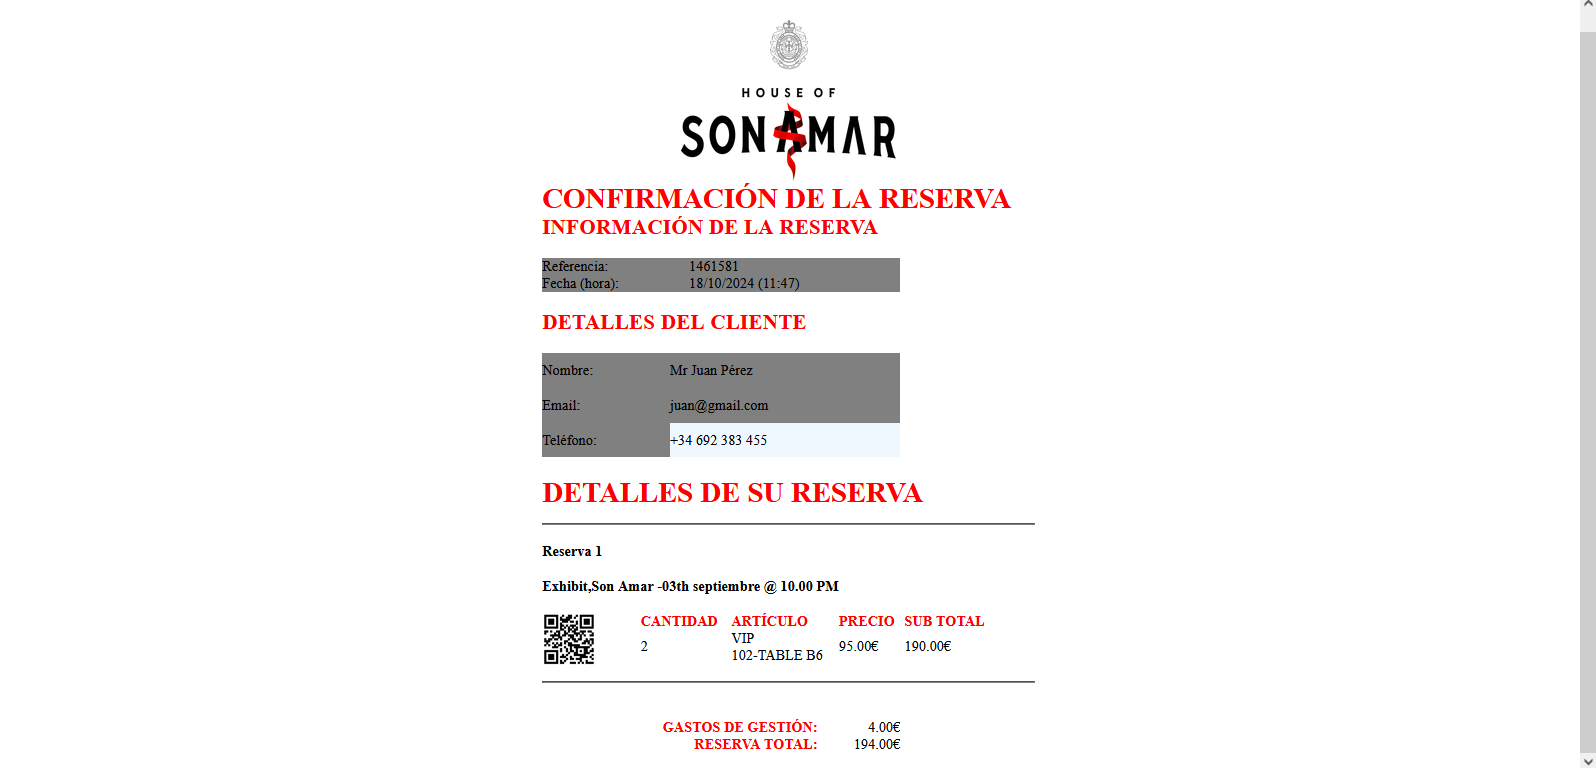 HOUSE OF
SON AMAR
CONFIRMACIÓN DE LA RESERVA
INFORMACIÓN DE LA RESERVA
Referencia: 1461581
Fecha (hora): 18/10/2024 (11:47)
DETALLES DEL CLIENTE
Nombre: Mr Juan Pérez
Email: juan@gmail.com
Teléfono: +34 692 383 455
DETALLES DE SU RESERVA
Reserva 1
Exhibit,Son Amar -03th septiembre @ 10.00 PM
CANTIDAD ARTÍCULO PRECIO SUB TOTAL
2 VIP 95.00€ 190.00€
102-TABLE B6
GASTOS DE GESTIÓN: 4.00€
RESERVA TOTAL: 194.00€